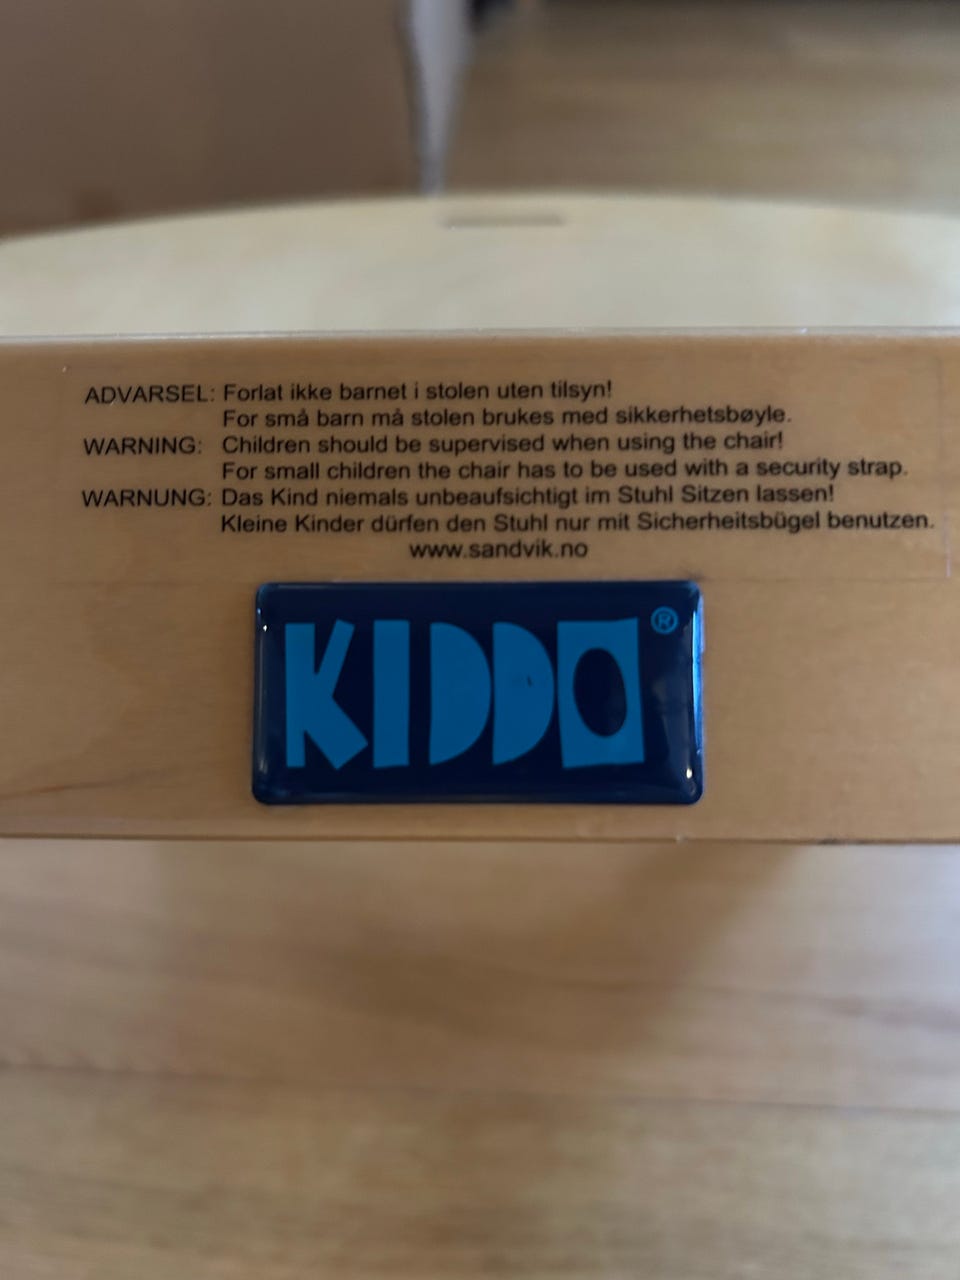 ADVARSEL: Forlat ikke barnet i stolen uten tilsyn!
For små barn må stolen brukes med sikkerhetsbøyle.
WARNING: Children should be supervised when using the chair!
For small children the chair has to be used with a security strap.
WARNUNG: Das Kind niemals unbeaufsichtigt im Stuhl Sitzen lassen!
Kleine Kinder dürfen den Stuhl nur mit Sicherheitsbügel benutzen.
www.sandvik.no
KIDDO®